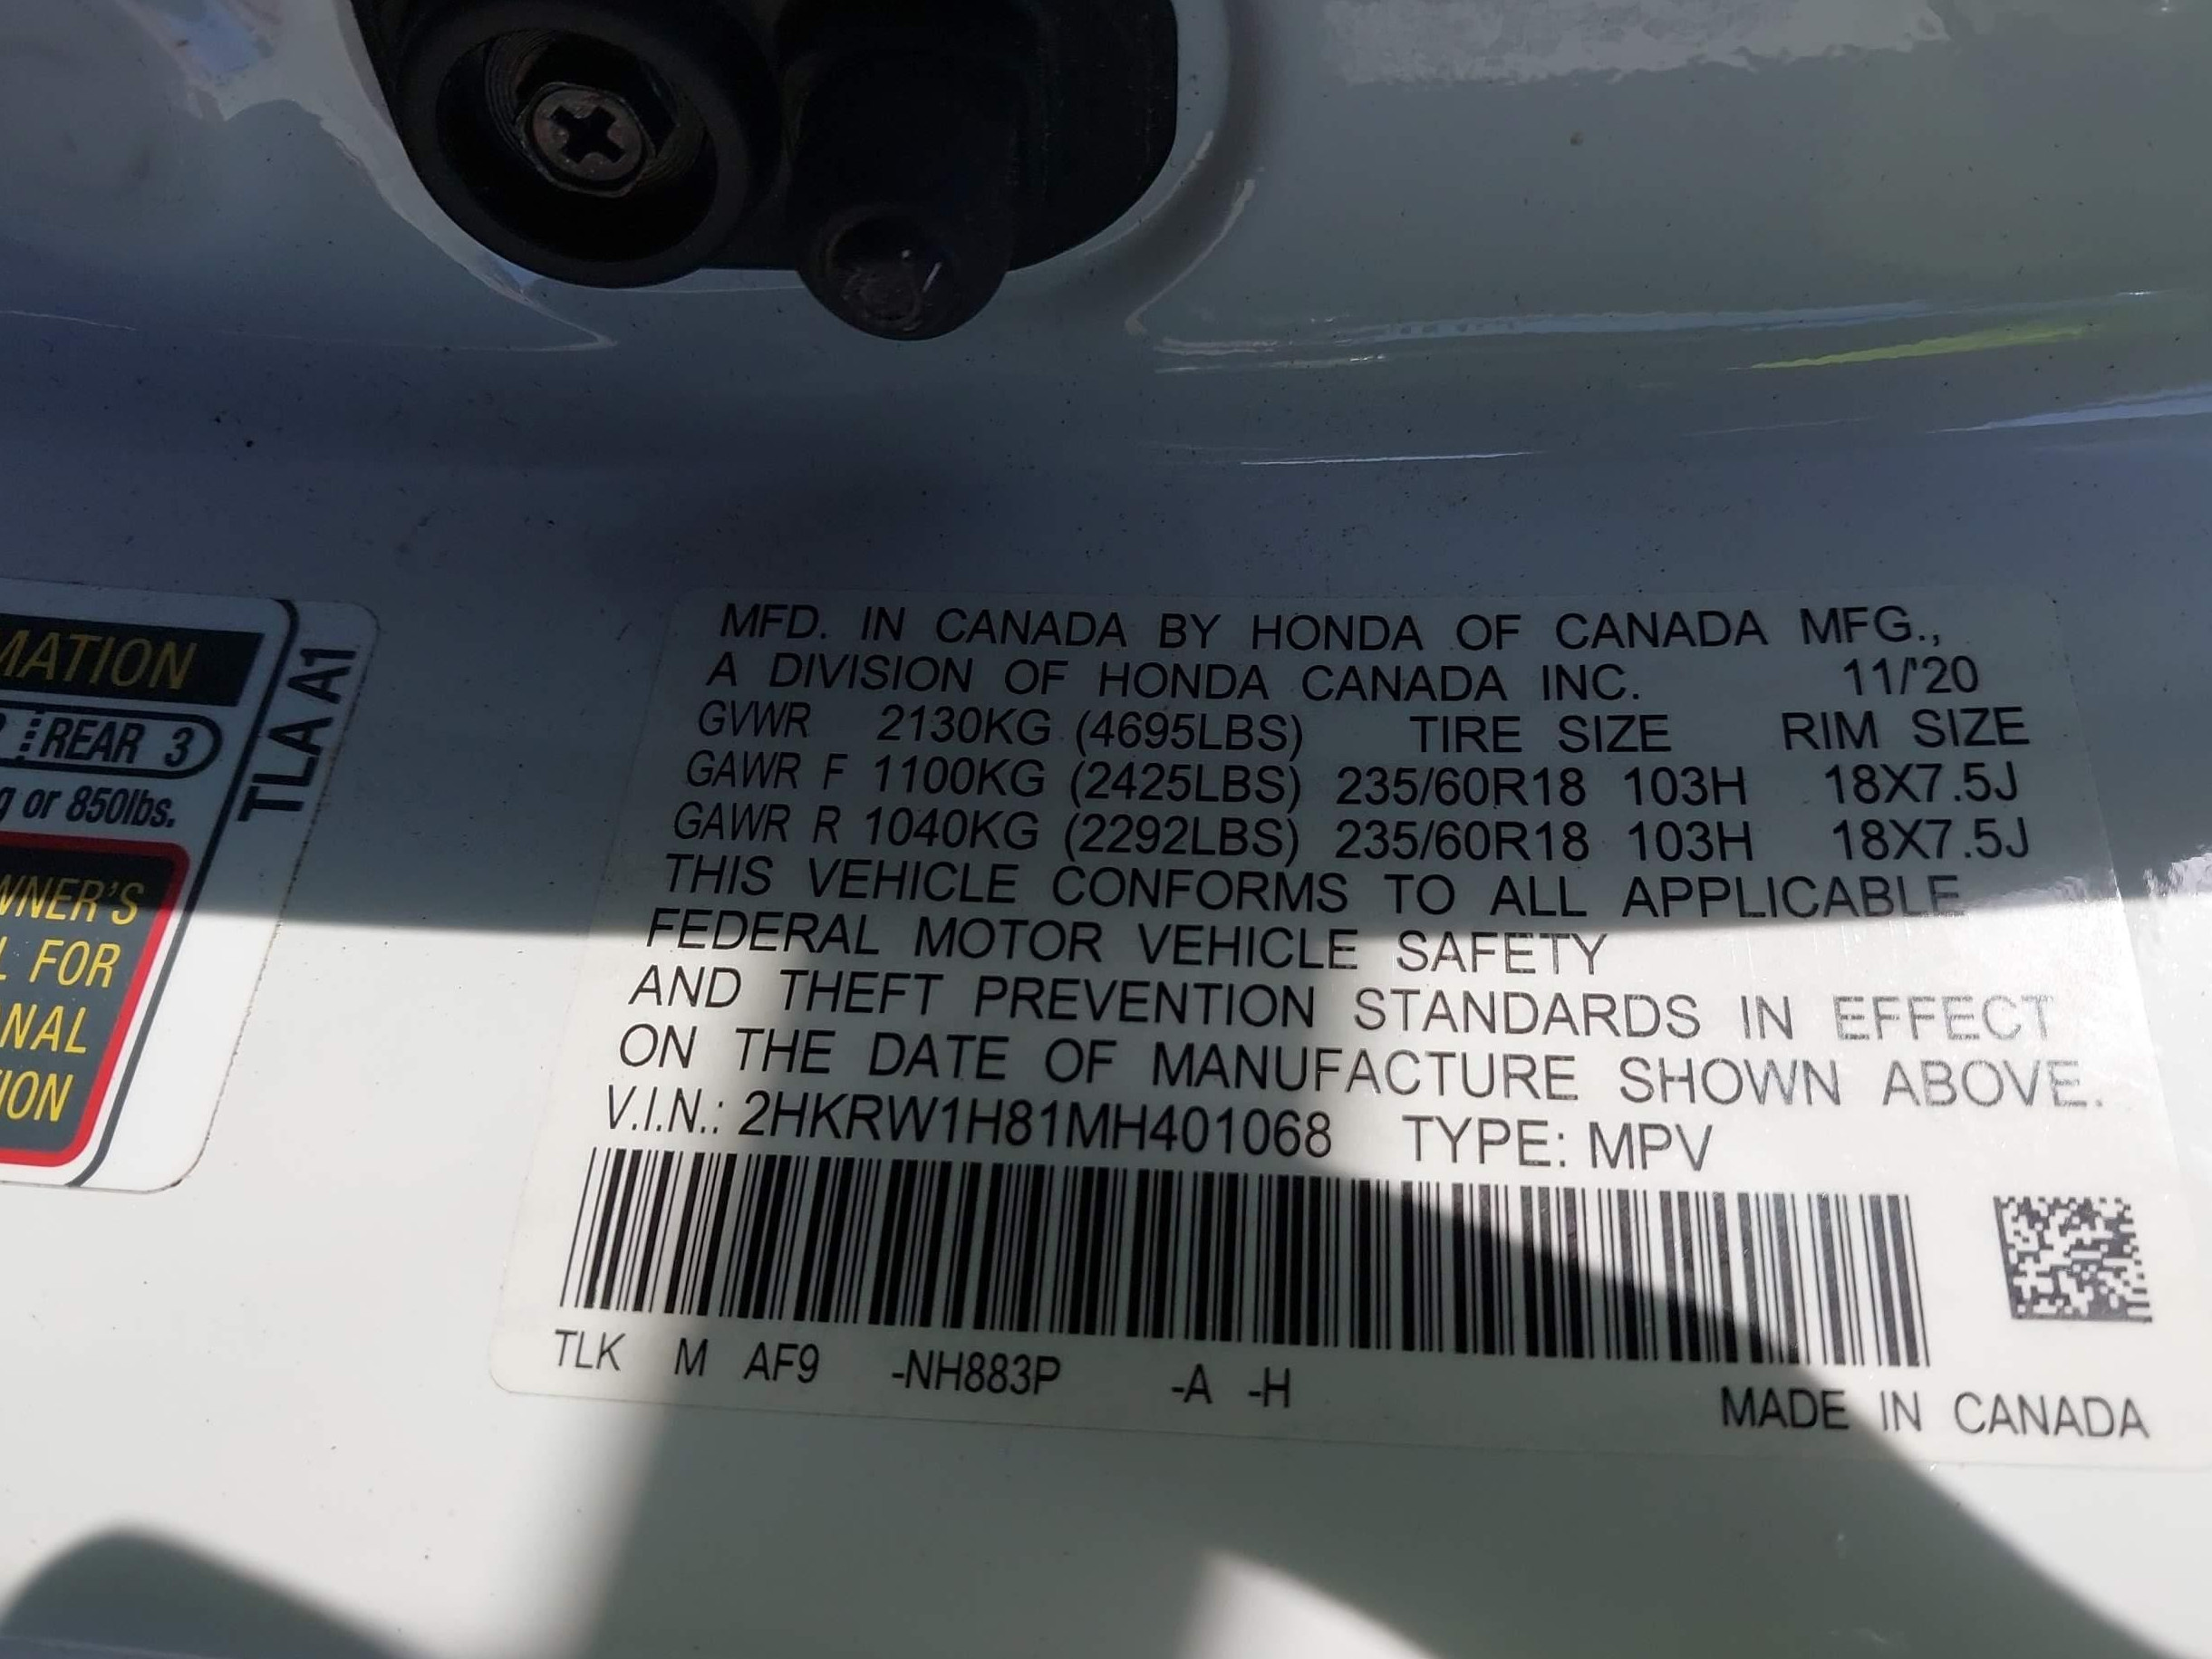 MATION
REAR 3
g or 850lbs.
WNER'S
L FOR
NAL
ION
TLA A1
MFD. IN CANADA BY HONDA OF CANADA MFG.,
A DIVISION OF HONDA CANADA INC. 11/'20
GVWR 2130KG (4695LBS) TIRE SIZE RIM SIZE
GAWR F 1100KG (2425LBS) 235/60R18 103H 18X7.5J
GAWR R 1040KG (2292LBS) 235/60R18 103H 18X7.5J
THIS VEHICLE CONFORMS TO ALL APPLICABLE
FEDERAL MOTOR VEHICLE SAFETY
AND THEFT PREVENTION STANDARDS IN EFFECT
ON THE DATE OF MANUFACTURE SHOWN ABOVE.
V.I.N.: 2HKRW1H81MH401068 TYPE: MPV
TLK M AF9 -NH883P -A -H
MADE IN CANADA